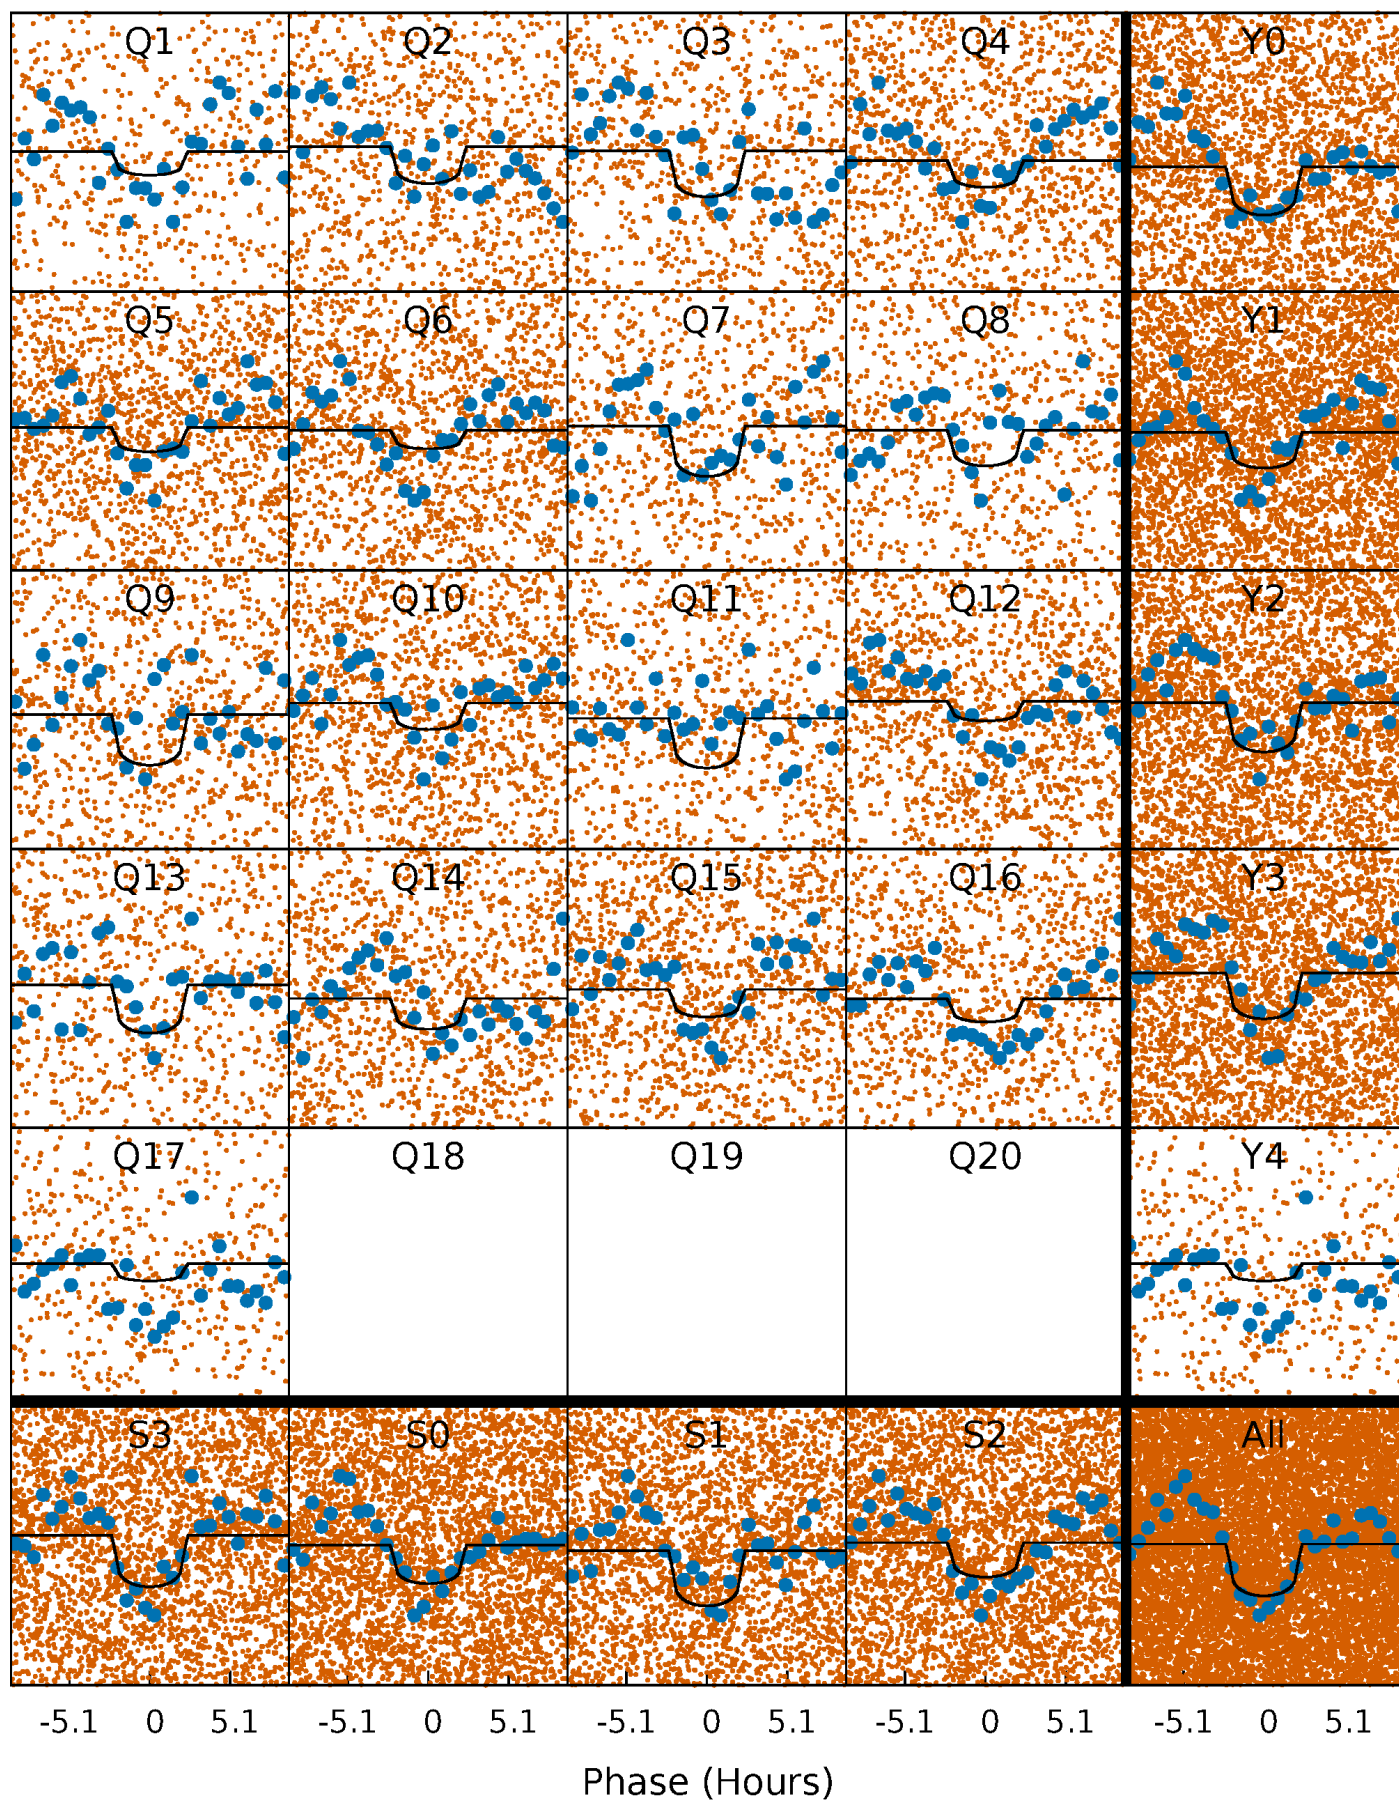 Q1 Q2 Q3 Q4 Y0
Q5 Q6 Q7 Q8 Y1
Q9 Q10 Q11 Q12 Y2
Q13 Q14 Q15 Q16 Y3
Q17 Q18 Q19 Q20 Y4
S3 S0 S1 S2 All
-5.1 0 5.1 -5.1 0 5.1 -5.1 0 5.1 -5.1 0 5.1 -5.1 0 5.1
Phase (Hours)